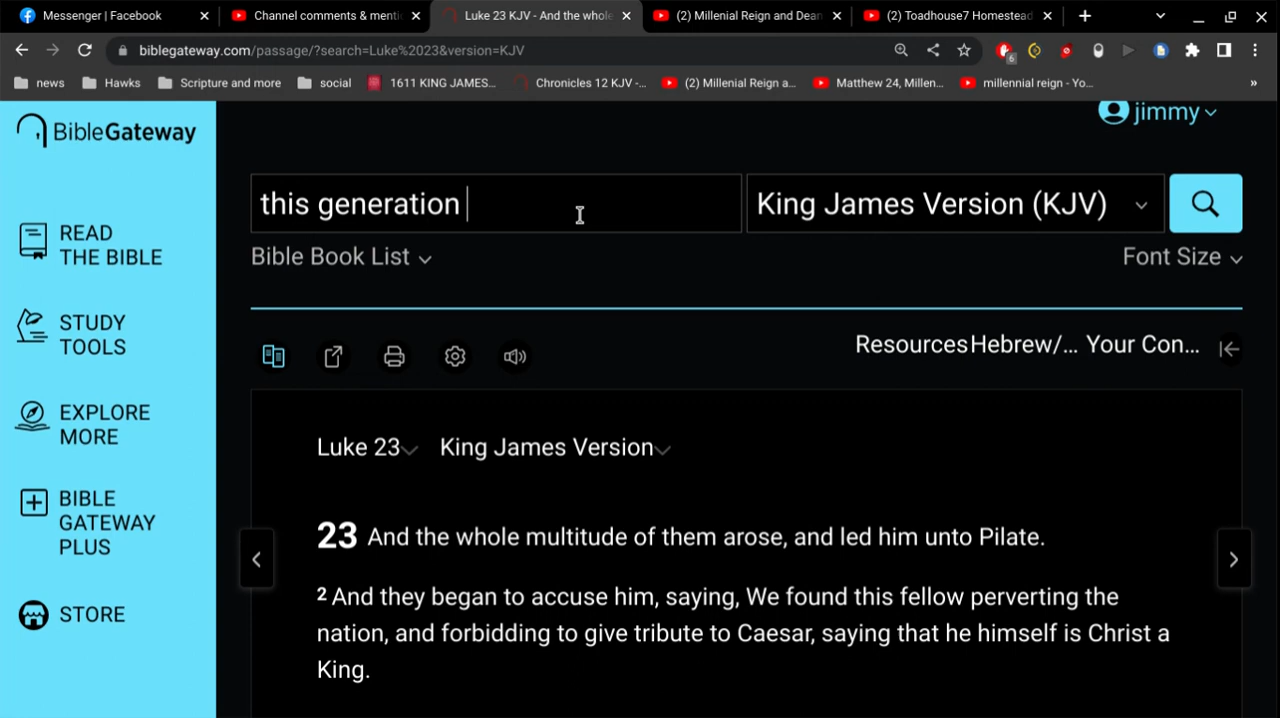 Messenger | Facebook
Channel comments & menti
Luke 23 KJV - And the whole
(2) Millenial Reign and Dean
(2) Toadhouse7 Homestead
biblegateway.com/passage/?search=Luke%2023&version=KJV
6
news
Hawks
Scripture and more
social
1611 KING JAMES...
Chronicles 12 KJV -...
(2) Millenial Reign a...
Matthew 24, Millen...
millennial reign - Yo...
»
BibleGateway
jimmy
this generation
King James Version (KJV)
Bible Book List
Font Size
READ
THE BIBLE
STUDY
TOOLS
EXPLORE
MORE
BIBLE
GATEWAY
PLUS
STORE
Resources Hebrew/... Your Con...
Luke 23
King James Version
23 And the whole multitude of them arose, and led him unto Pilate.
2 And they began to accuse him, saying, We found this fellow perverting the
nation, and forbidding to give tribute to Caesar, saying that he himself is Christ a
King.